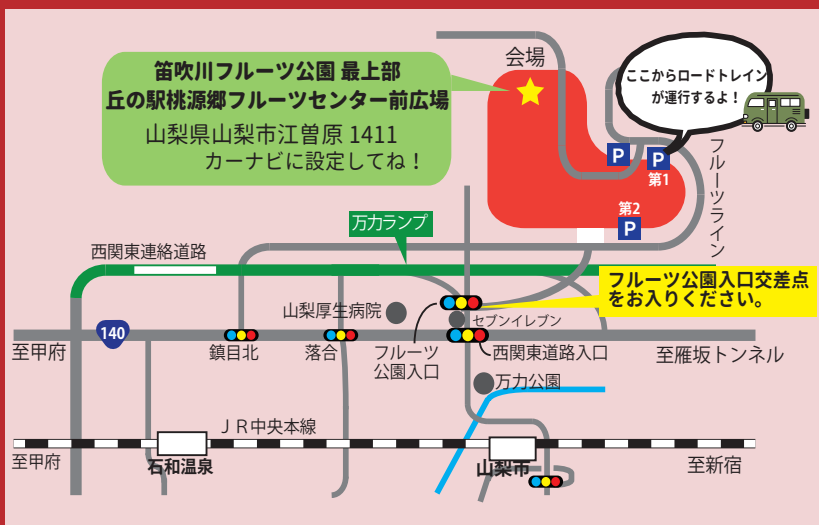 会場
笛吹川フルーツ公園 最上部
丘の駅桃源郷フルーツセンター前広場
山梨県山梨市江曽原 1411
カーナビに設定してね！
ここからロードトレイン
が運行するよ！
P
P
第1
第2
P
フルーツライン
万力ランプ
西関東連絡道路
フルーツ公園入口交差点
をお入りください。
山梨厚生病院
セブンイレブン
140
至甲府
鎮目北
落合
フルーツ
公園入口
西関東道路入口
至雁坂トンネル
万力公園
ＪＲ中央本線
至甲府
石和温泉
山梨市
至新宿